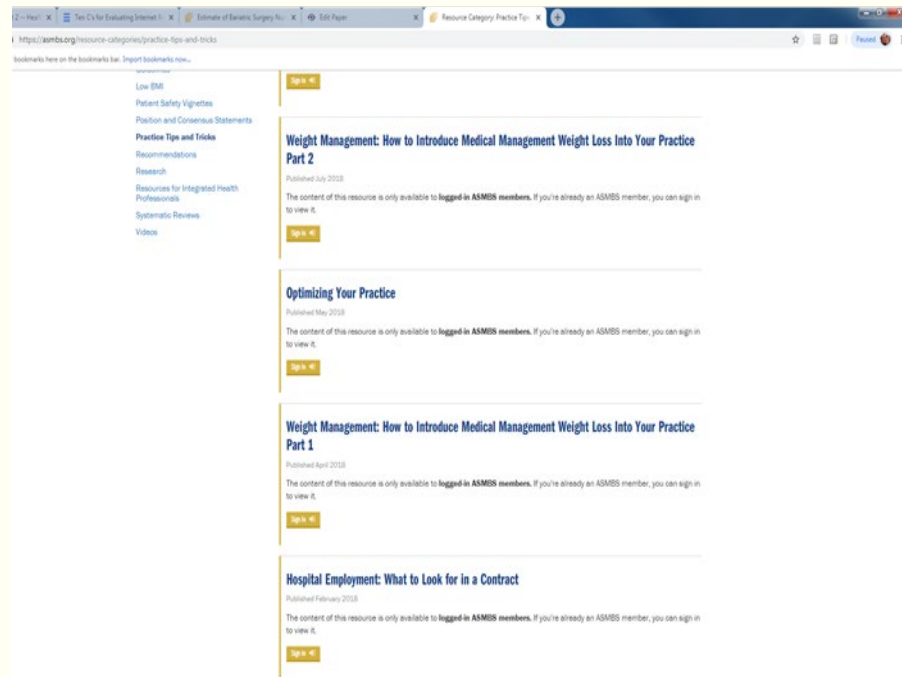 2 – Heal
Ten C's for Evaluating Internet
Estimate of Bariatric Surgery Nu
Edit Paper
Resource Category: Practice Tips
https://asmbs.org/resource-categories/practice-tips-and-tricks
Paused
bookmarks here on the bookmarks bar. Import bookmarks now...
Low BMI
Patient Safety Vignettes
Position and Consensus Statements
Practice Tips and Tricks
Recommendations
Research
Resources for Integrated Health
Professionals
Systematic Reviews
Videos
Sign in
Weight Management: How to Introduce Medical Management Weight Loss Into Your Practice
Part 2
Published July 2018
The content of this resource is only available to logged-in ASMBS members. If you're already an ASMBS member, you can sign in
to view it.
Sign in
Optimizing Your Practice
Published May 2018
The content of this resource is only available to logged-in ASMBS members. If you're already an ASMBS member, you can sign in
to view it.
Sign in
Weight Management: How to Introduce Medical Management Weight Loss Into Your Practice
Part 1
Published April 2018
The content of this resource is only available to logged-in ASMBS members. If you're already an ASMBS member, you can sign in
to view it.
Sign in
Hospital Employment: What to Look for in a Contract
Published February 2018
The content of this resource is only available to logged-in ASMBS members. If you're already an ASMBS member, you can sign in
to view it.
Sign in